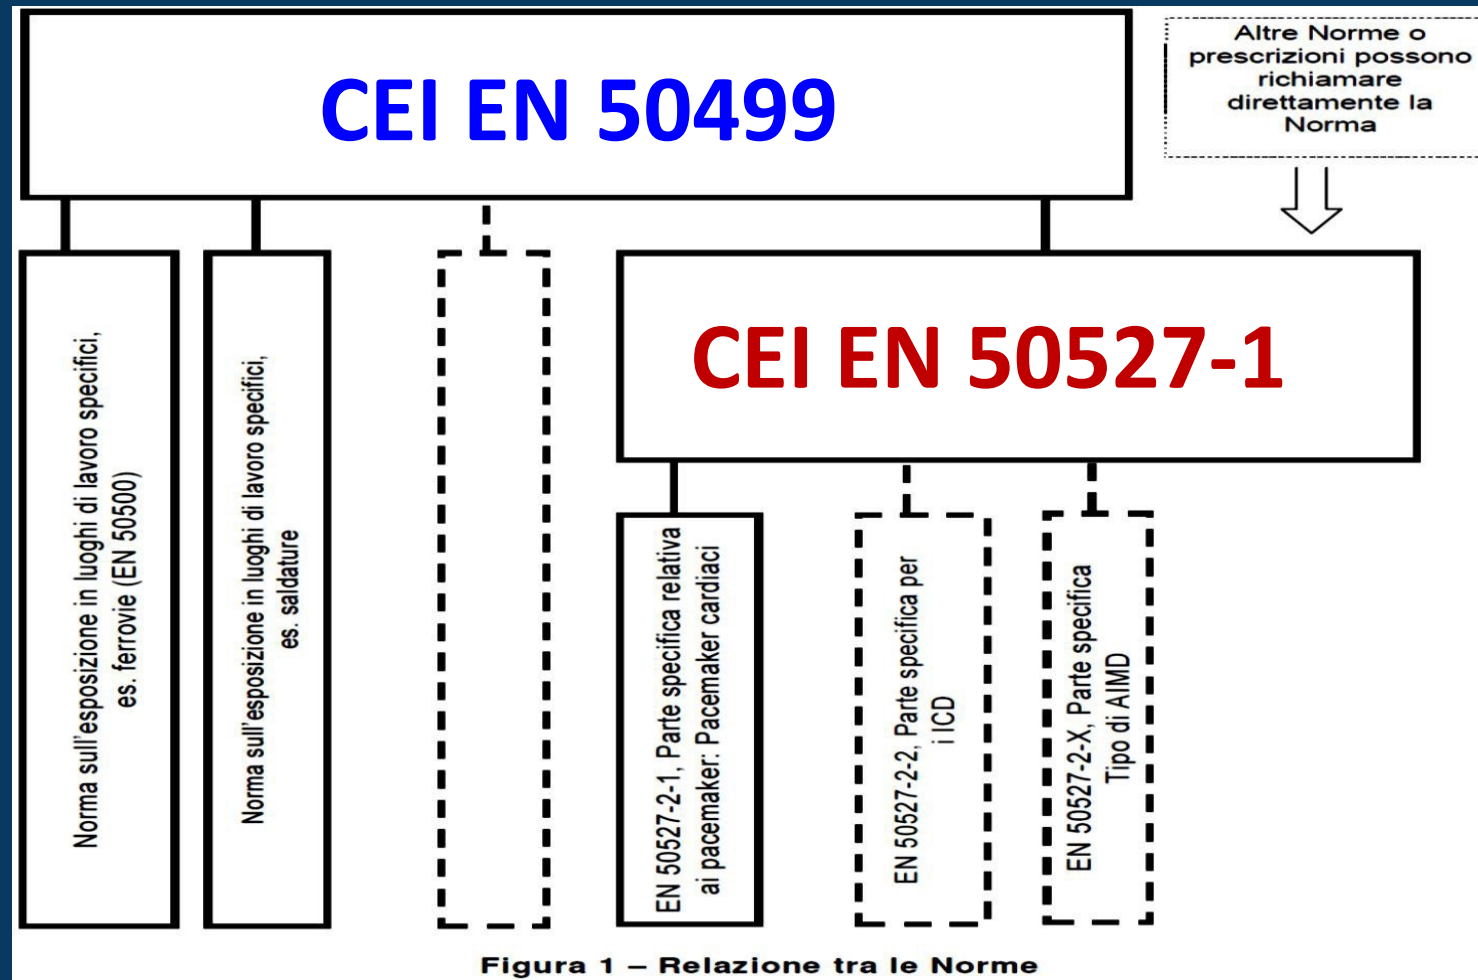 CEI EN 50499
Altre Norme o
prescrizioni possono
richiamare
direttamente la
Norma
Norma sull'esposizione in luoghi di lavoro specifici,
es. ferrovie (EN 50500)
Norma sull'esposizione in luoghi di lavoro specifici,
es. saldature
CEI EN 50527-1
EN 50527-2-1, Parte specifica relativa
ai pacemaker: Pacemaker cardiaci
EN 50527-2-2, Parte specifica per
i ICD
EN 50527-2-X, Parte specifica
Tipo di AIMD
Figura 1 – Relazione tra le Norme